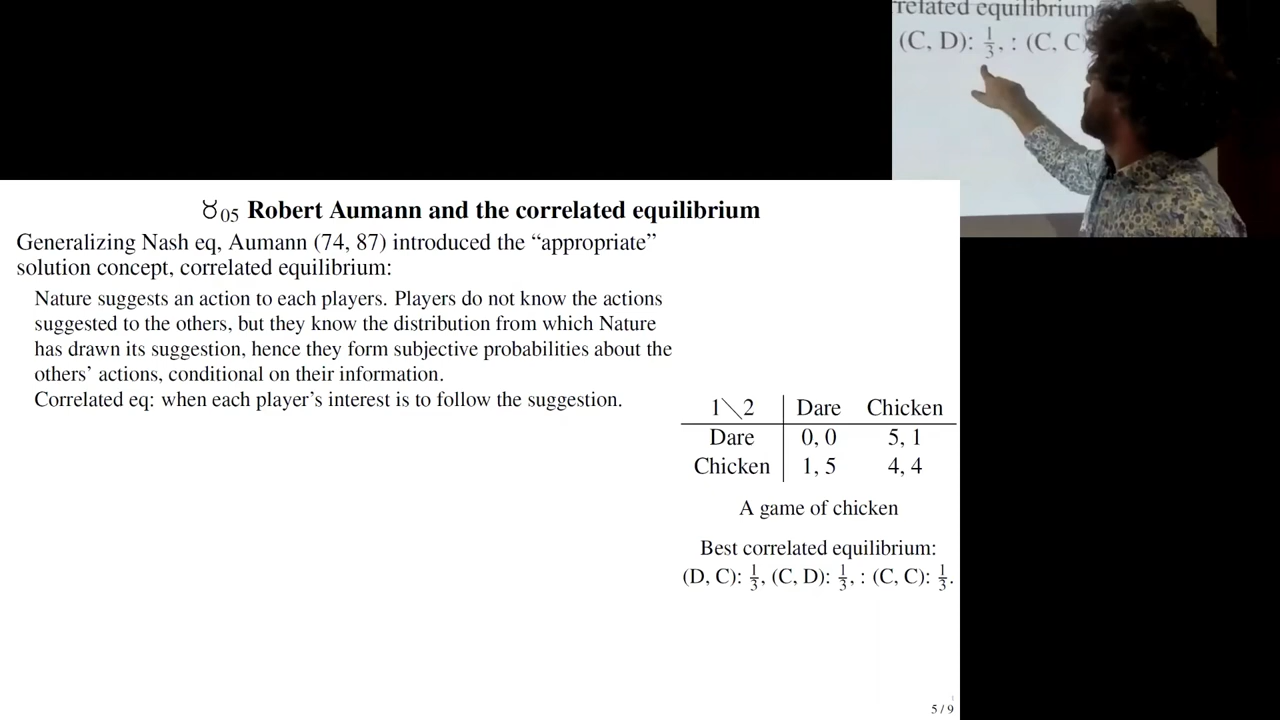 related equilibrium
(C, D): 1/3, : (C, C)
♉05 Robert Aumann and the correlated equilibrium
Generalizing Nash eq, Aumann (74, 87) introduced the “appropriate”
solution concept, correlated equilibrium:
Nature suggests an action to each players. Players do not know the actions
suggested to the others, but they know the distribution from which Nature
has drawn its suggestion, hence they form subjective probabilities about the
others’ actions, conditional on their information.
Correlated eq: when each player’s interest is to follow the suggestion.
1\2 Dare Chicken
Dare 0, 0 5, 1
Chicken 1, 5 4, 4
A game of chicken
Best correlated equilibrium:
(D, C): 1/3, (C, D): 1/3, : (C, C): 1/3.
5 / 9